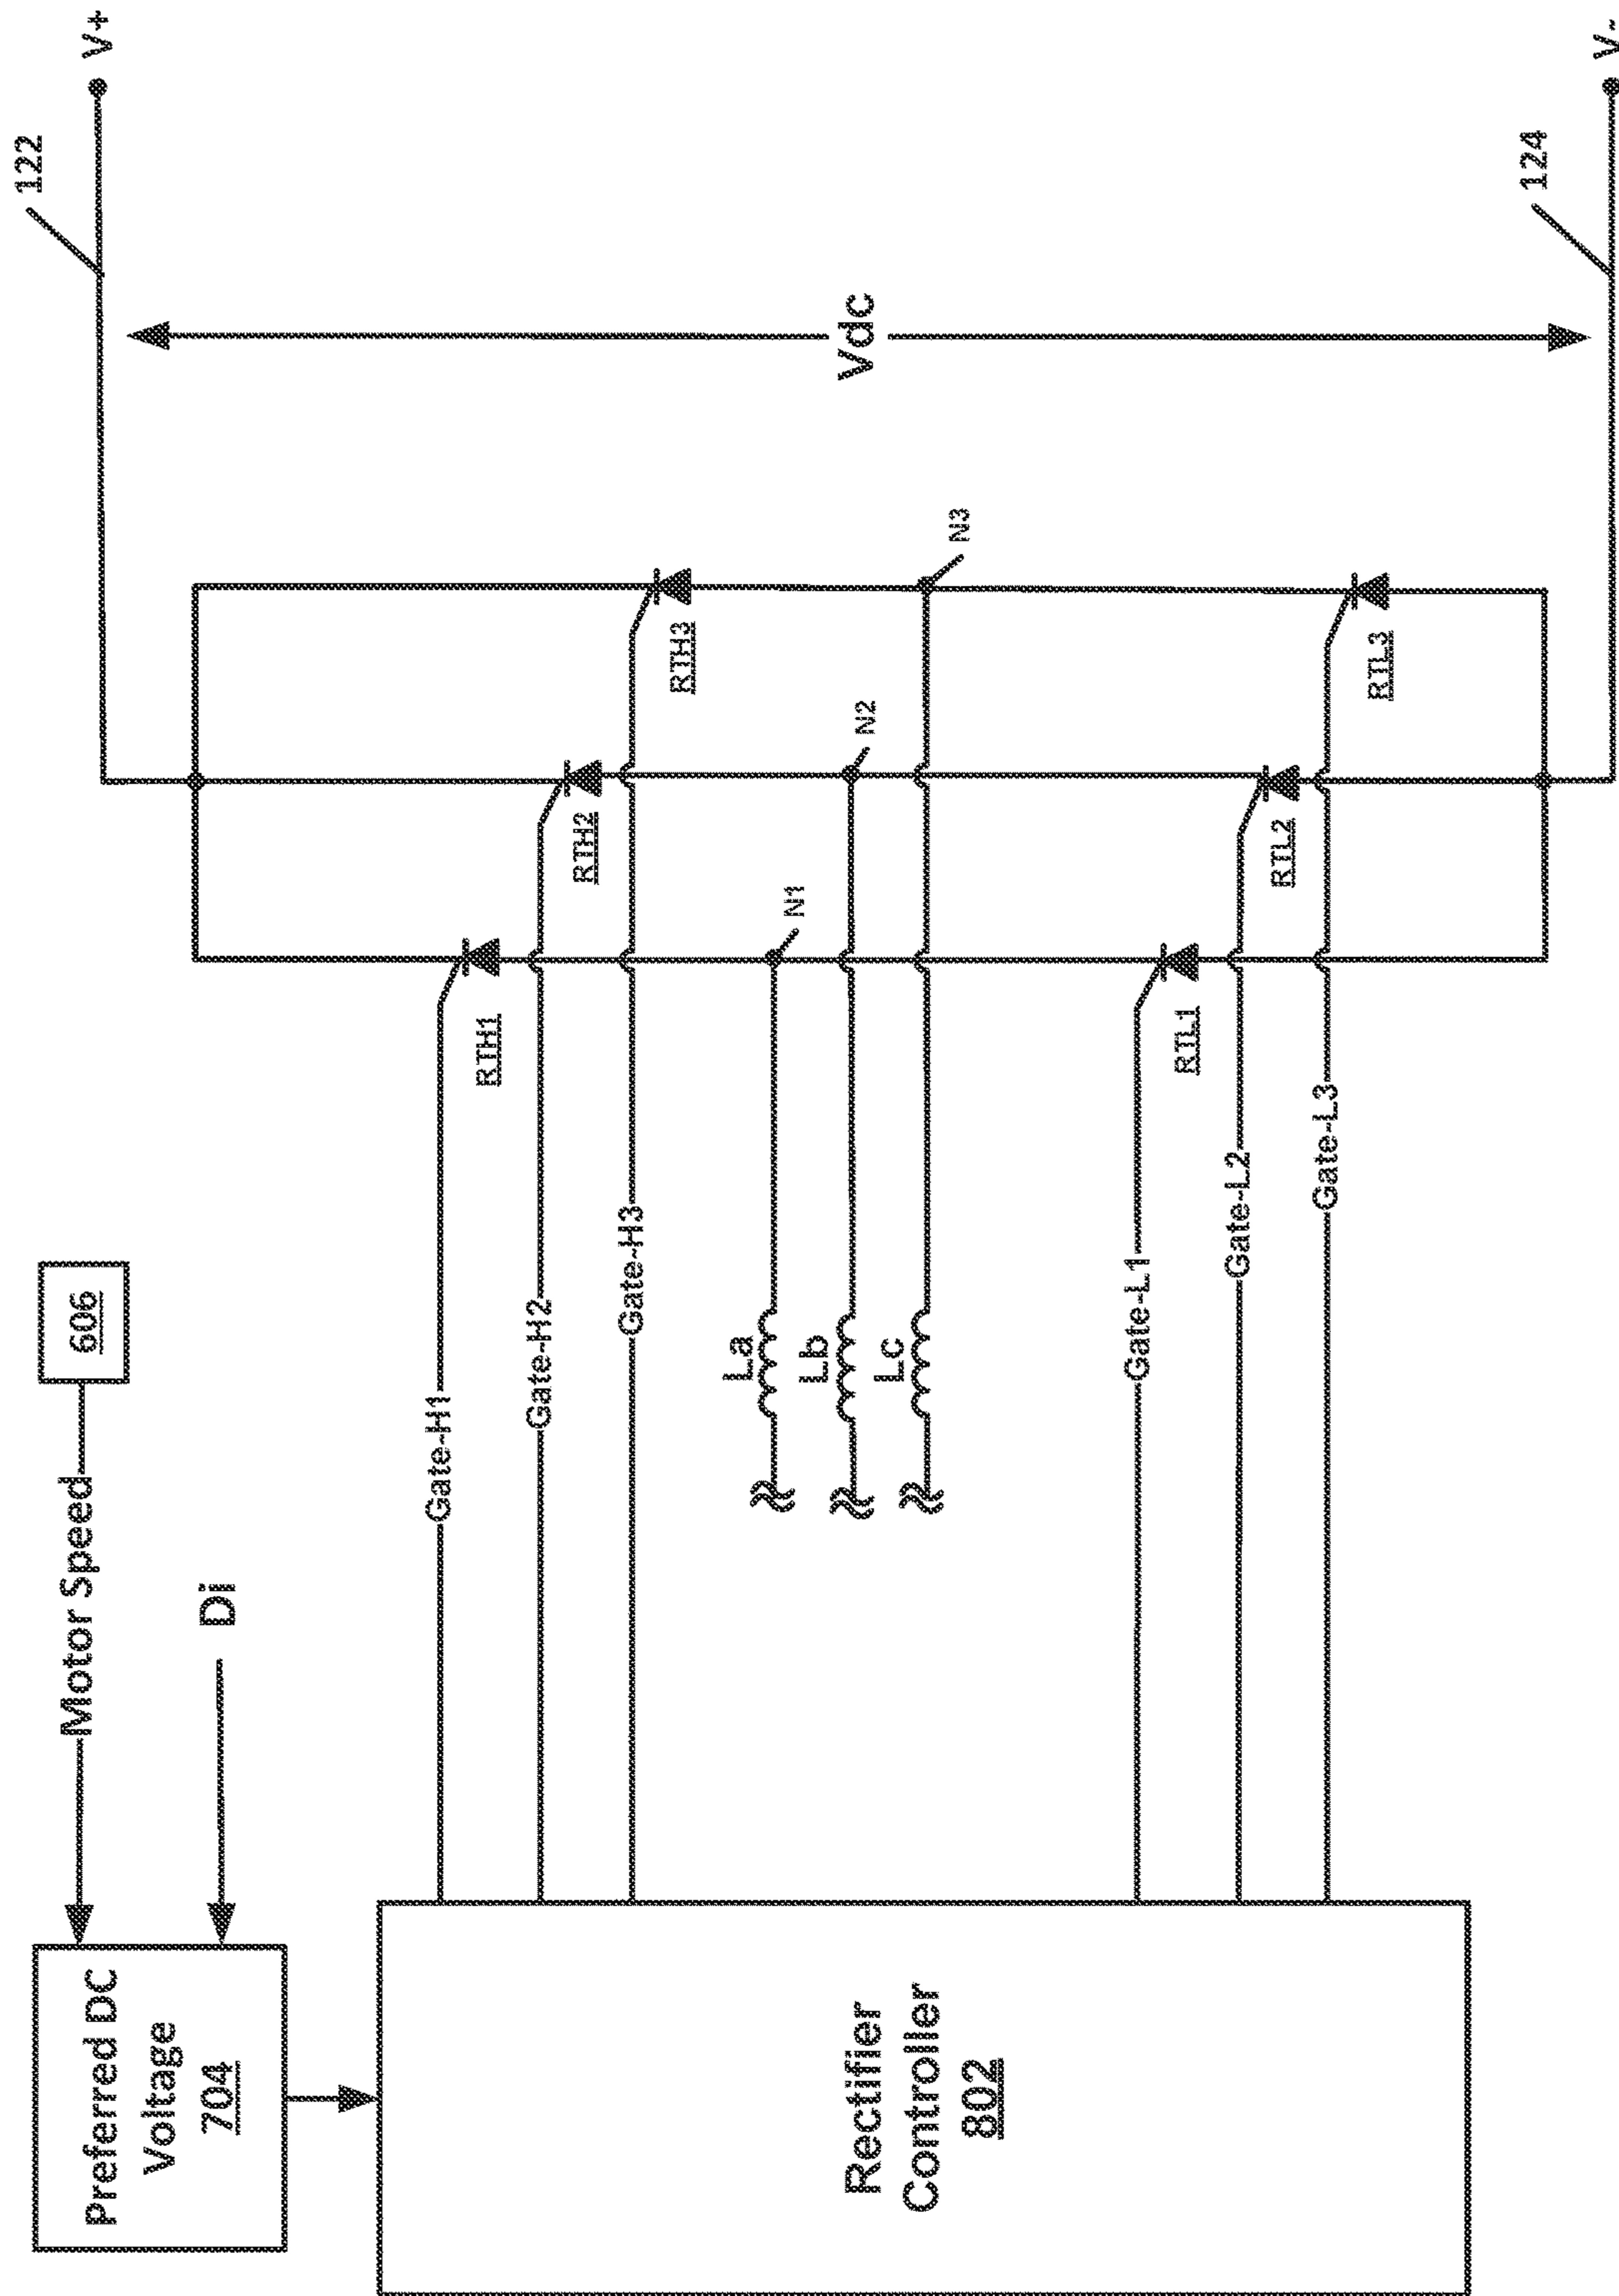 Preferred DC
Voltage
704
Motor Speed
606
Di
Rectifier
Controller
802
Gate-H1
Gate-H2
Gate-H3
La
Lb
Lc
Gate-L1
Gate-L2
Gate-L3
RTH1
RTH2
RTH3
N1
N2
N3
RTL1
RTL2
RTL3
Vdc
122
V+
124
V-